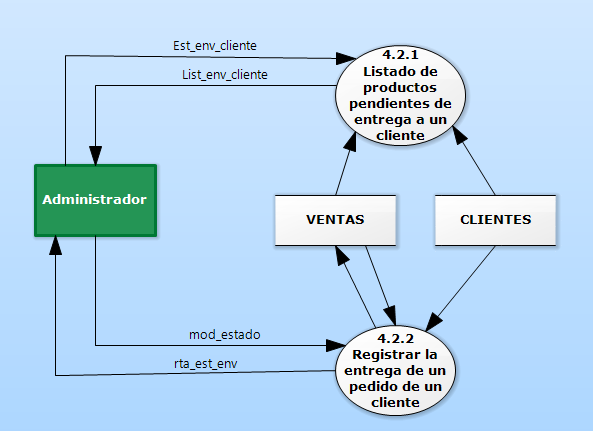 Est_env_cliente
List_env_cliente
4.2.1
Listado de
productos
pendientes de
entrega a un
cliente
Administrador
VENTAS
CLIENTES
mod_estado
rta_est_env
4.2.2
Registrar la
entrega de un
pedido de un
cliente